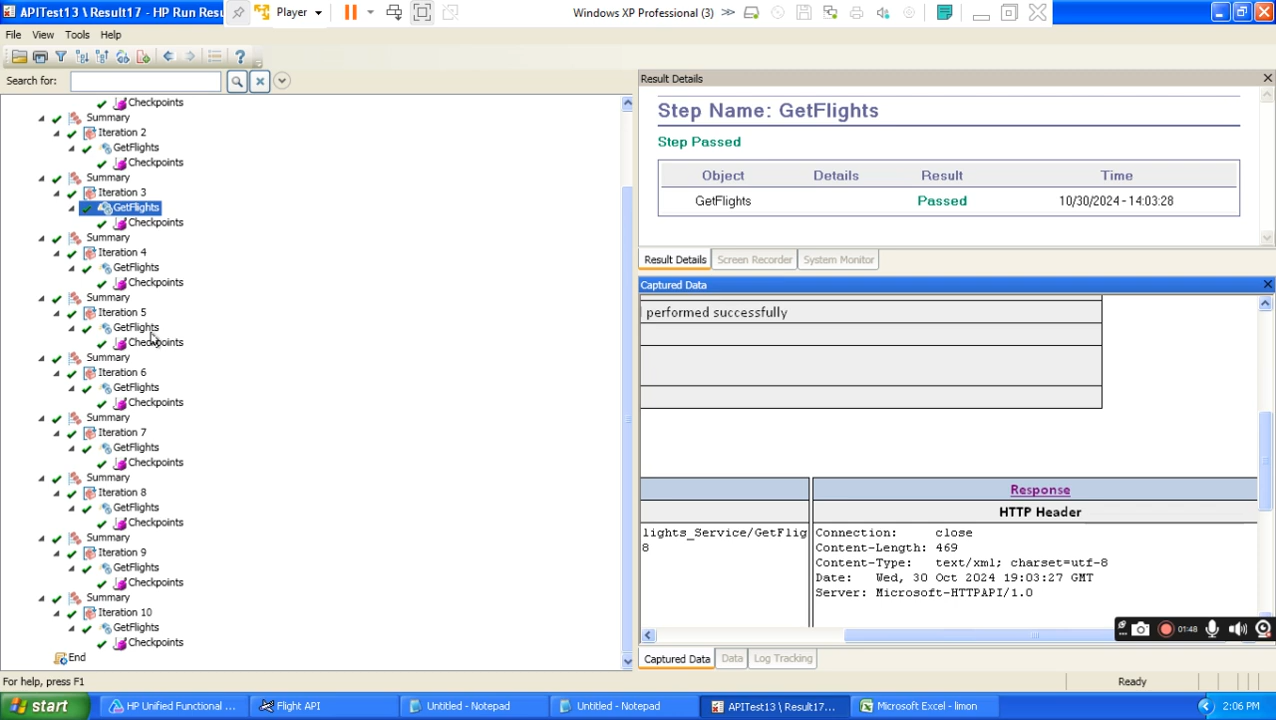 APITest13 \ Result17 - HP Run Resu
Player
Windows XP Professional (3)
File View Tools Help
Search for:
Checkpoints
Summary
Iteration 2
GetFlights
Checkpoints
Summary
Iteration 3
GetFlights
Checkpoints
Summary
Iteration 4
GetFlights
Checkpoints
Summary
Iteration 5
GetFlights
Checkpoints
Summary
Iteration 6
GetFlights
Checkpoints
Summary
Iteration 7
GetFlights
Checkpoints
Summary
Iteration 8
GetFlights
Checkpoints
Summary
Iteration 9
GetFlights
Checkpoints
Summary
Iteration 10
GetFlights
Checkpoints
End
Result Details
Step Name: GetFlights
Step Passed
Object Details Result Time
GetFlights Passed 10/30/2024 - 14:03:28
Result Details Screen Recorder System Monitor
Captured Data
performed successfully
Response
HTTP Header
lights_Service/GetFlig
8
Connection: close
Content-Length: 469
Content-Type: text/xml; charset=utf-8
Date: Wed, 30 Oct 2024 19:03:27 GMT
Server: Microsoft-HTTPAPI/1.0
01:48
Captured Data Data Log Tracking
For help, press F1
Ready
start
HP Unified Functional ...
Flight API
Untitled - Notepad
Untitled - Notepad
APITest13 \ Result17...
Microsoft Excel - limon
2:06 PM